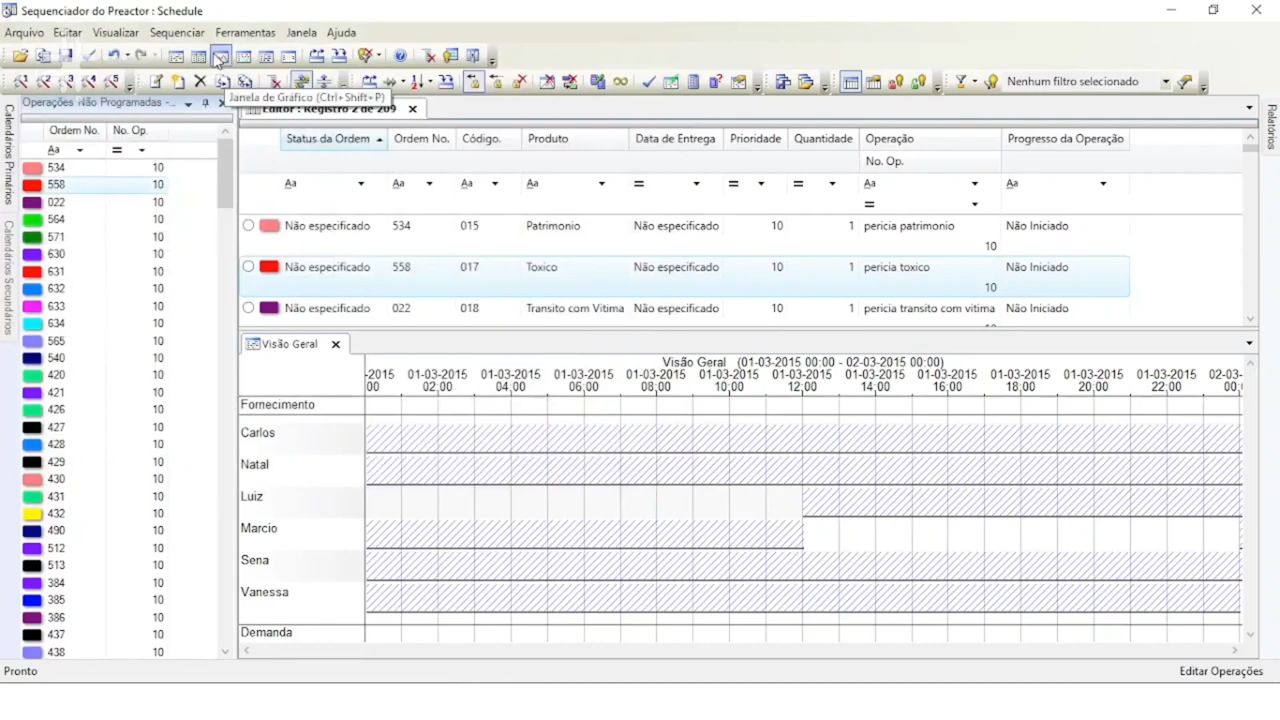 Sequenciador do Preactor : Schedule
Arquivo Editar Visualizar Sequenciar Ferramentas Janela Ajuda
Nenhum filtro selecionado
Janela de Gráfico (Ctrl+Shift+P)
Calendários Primários
Calendários Secundários
Relatórios
Operações Não Programadas -...
Ordem No. No. Op.
Aa =
534 10
558 10
022 10
564 10
571 10
630 10
631 10
632 10
633 10
634 10
565 10
540 10
420 10
421 10
426 10
427 10
428 10
429 10
430 10
431 10
432 10
490 10
512 10
513 10
384 10
385 10
386 10
437 10
438 10
Editor : Registro 2 de 209
Status da Ordem Ordem No. Código. Produto Data de Entrega Prioridade Quantidade Operação Progresso da Operação
No. Op.
Aa Aa Aa Aa = = = Aa Aa
=
Não especificado 534 015 Patrimonio Não especificado 10 1 pericia patrimonio Não Iniciado
10
Não especificado 558 017 Toxico Não especificado 10 1 pericia toxico Não Iniciado
10
Não especificado 022 018 Transito com Vitima Não especificado 10 1 pericia transito com vitima Não Iniciado
Visão Geral
Visão Geral (01-03-2015 00:00 - 02-03-2015 00:00)
-2015 01-03-2015 01-03-2015 01-03-2015 01-03-2015 01-03-2015 01-03-2015 01-03-2015 01-03-2015 01-03-2015 01-03-2015 01-03-2015 02-03-
00 02:00 04:00 06:00 08:00 10:00 12:00 14:00 16:00 18:00 20:00 22:00 00:
Fornecimento
Carlos
Natal
Luiz
Marcio
Sena
Vanessa
Demanda
Pronto Editar Operações